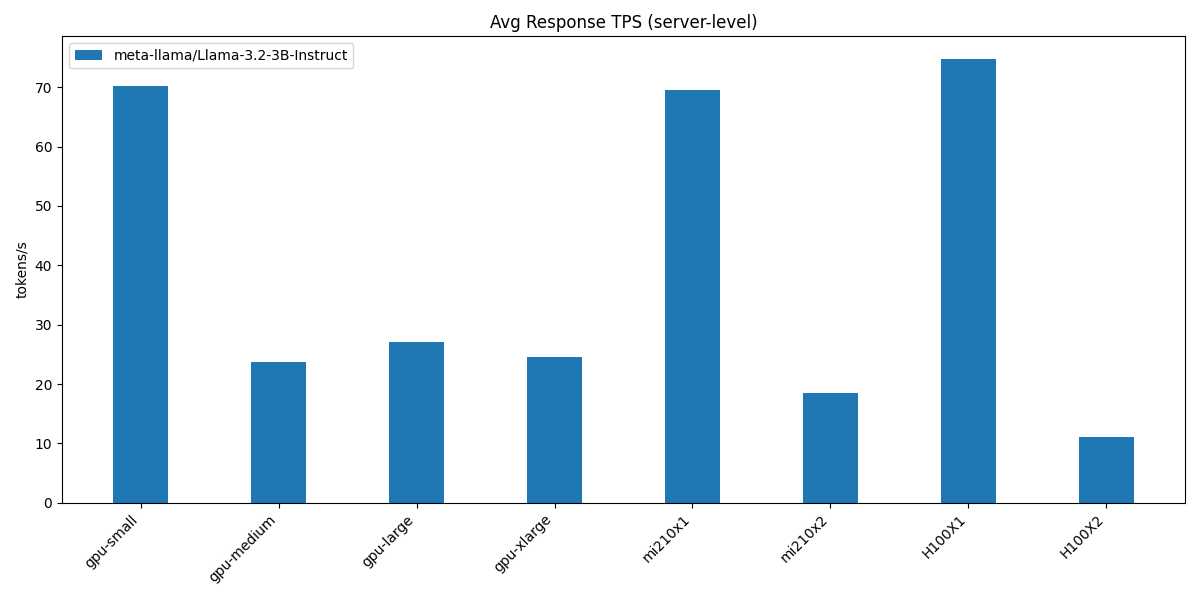 Avg Response TPS (server-level)
meta-llama/Llama-3.2-3B-Instruct
tokens/s
70
60
50
40
30
20
10
0
gpu-small
gpu-medium
gpu-large
gpu-xlarge
mi210x1
mi210x2
H100X1
H100X2